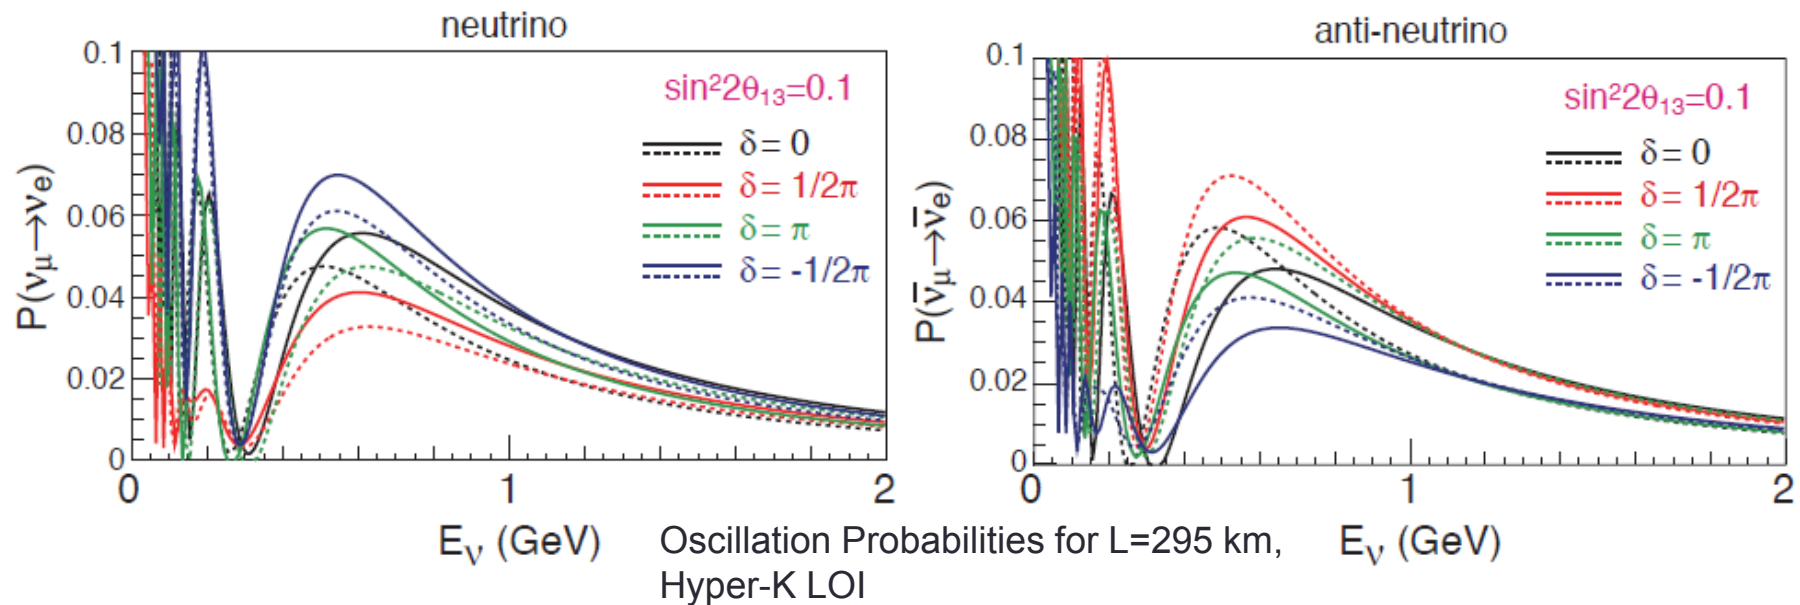 neutrino
sin²2θ₁₃=0.1
δ = 0
δ = 1/2π
δ = π
δ = -1/2π
0.1
0.08
0.06
0.04
0.02
0
P(νμ→νe)
0
1
2
Eν (GeV)
anti-neutrino
sin²2θ₁₃=0.1
δ = 0
δ = 1/2π
δ = π
δ = -1/2π
0.1
0.08
0.06
0.04
0.02
0
P(ν̅μ→ν̅e)
0
1
2
Eν (GeV)
Oscillation Probabilities for L=295 km,
Hyper-K LOI